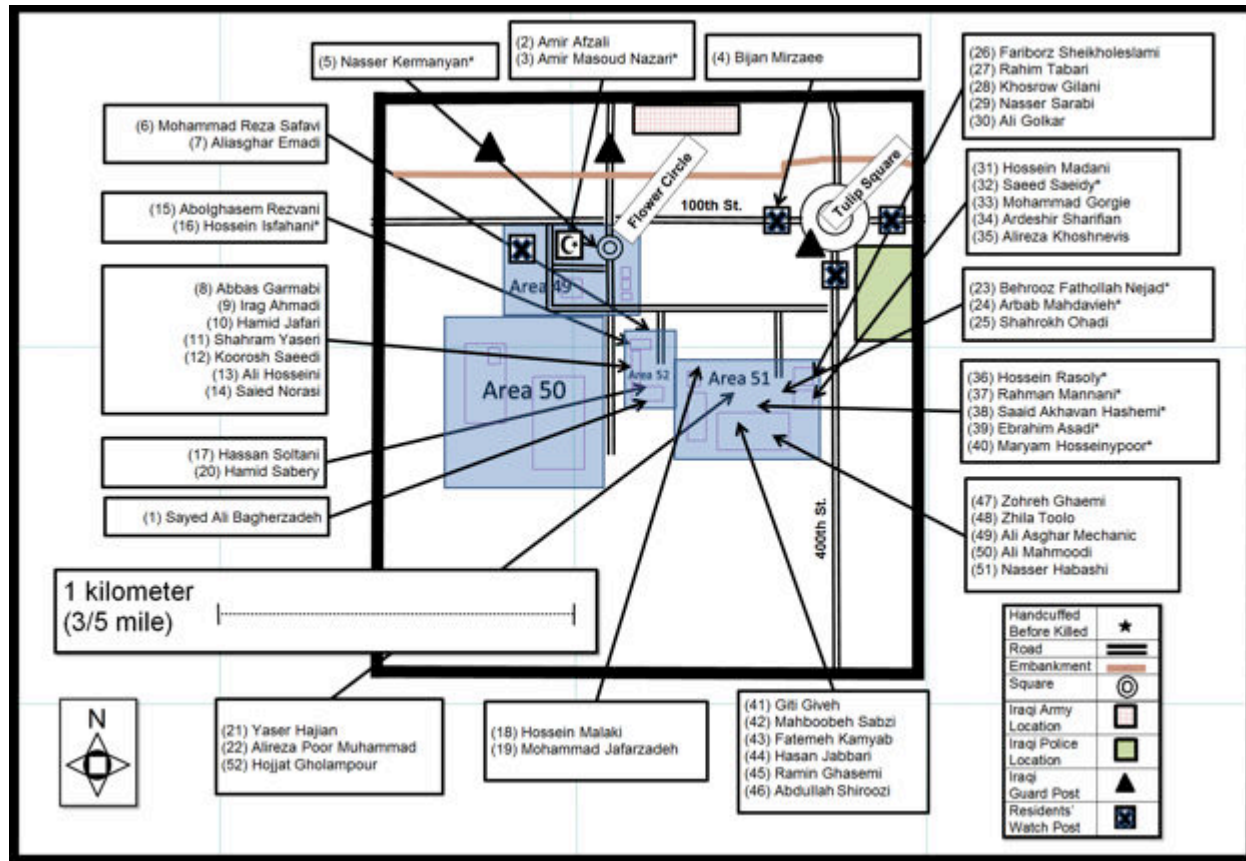 (5) Nasser Kermanyan*
(2) Amir Afzali
(3) Amir Masoud Nazari*
(4) Bijan Mirzaee
(26) Fariborz Sheikholeslami
(27) Rahim Tabari
(28) Khosrow Gilani
(29) Nasser Sarabi
(30) Ali Golkar
(6) Mohammad Reza Safavi
(7) Aliasghar Emadi
(15) Abolghasem Rezvani
(16) Hossein Isfahani*
(8) Abbas Garmabi
(9) Irag Ahmadi
(10) Hamid Jafari
(11) Shahram Yaseri
(12) Koorosh Saeedi
(13) Ali Hosseini
(14) Saied Norasi
(17) Hassan Soltani
(20) Hamid Sabery
(1) Sayed Ali Bagherzadeh
Flower Circle
Tulip Square
100th St.
400th St.
Area 49
Area 50
Area 52
Area 51
(31) Hossein Madani
(32) Saeed Saeidy*
(33) Mohammad Gorgie
(34) Ardeshir Sharifian
(35) Alireza Khoshnevis
(23) Behrooz Fathollah Nejad*
(24) Arbab Mahdavieh*
(25) Shahrokh Ohadi
(36) Hossein Rasoly*
(37) Rahman Mannani*
(38) Saaid Akhavan Hashemi*
(39) Ebrahim Asadi*
(40) Maryam Hosseinypoor*
(47) Zohreh Ghaemi
(48) Zhila Toolo
(49) Ali Asghar Mechanic
(50) Ali Mahmoodi
(51) Nasser Habashi
1 kilometer
(3/5 mile)
N
(21) Yaser Hajian
(22) Alireza Poor Muhammad
(52) Hojjat Gholampour
(18) Hossein Malaki
(19) Mohammad Jafarzadeh
(41) Giti Giveh
(42) Mahboobeh Sabzi
(43) Fatemeh Kamyab
(44) Hasan Jabbari
(45) Ramin Ghasemi
(46) Abdullah Shiroozi
Handcuffed
Before Killed
Road
Embankment
Square
Iraqi Army
Location
Iraqi Police
Location
Iraqi
Guard Post
Residents'
Watch Post